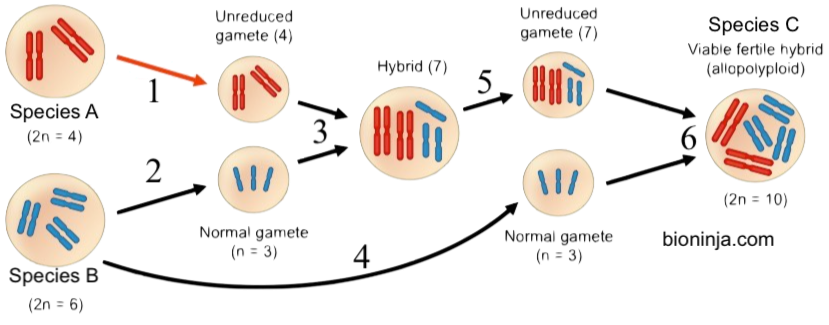 Unreduced
gamete (4)
Unreduced
gamete (7)
Species C
Viable fertile hybrid
(allopolyploid)
Hybrid (7)
1
5
Species A
(2n = 4)
3
6
2
(2n = 10)
Normal gamete
(n = 3)
4
Normal gamete
(n = 3)
bioninja.com
Species B
(2n = 6)